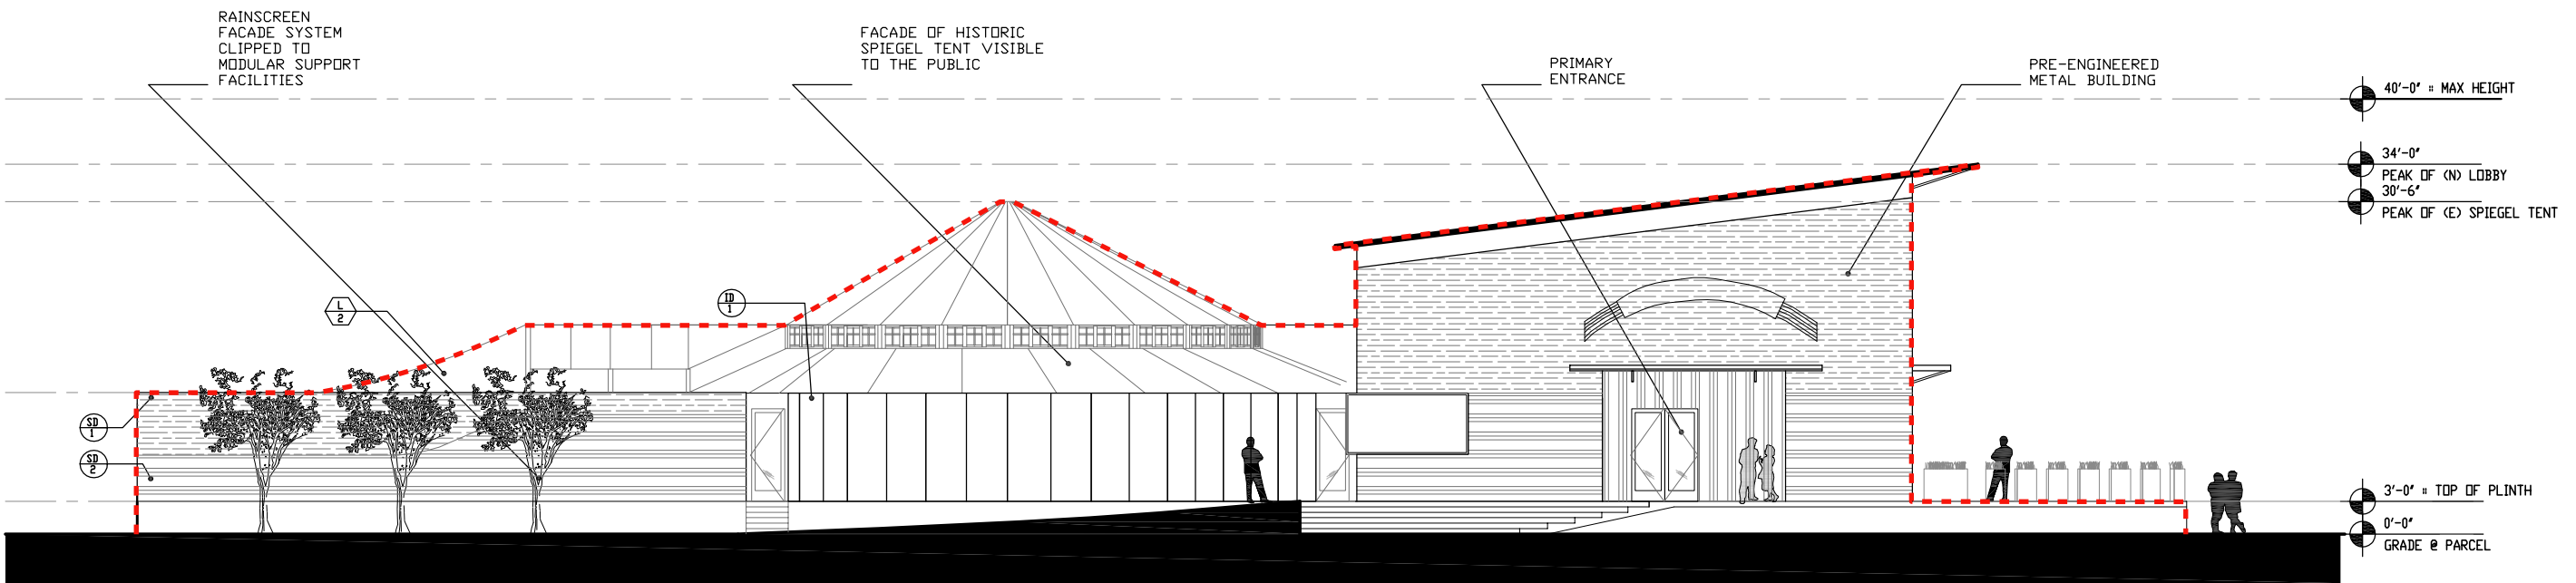 RAINSCREEN
FACADE SYSTEM
CLIPPED TO
MODULAR SUPPORT
FACILITIES
FACADE OF HISTORIC
SPIEGEL TENT VISIBLE
TO THE PUBLIC
PRIMARY
ENTRANCE
PRE-ENGINEERED
METAL BUILDING
40'-0" :: MAX HEIGHT
34'-0"
PEAK OF (N) LOBBY
30'-6"
PEAK OF (E) SPIEGEL TENT
L
2
ID
1
SD
1
SD
2
3'-0" :: TOP OF PLINTH
0'-0"
GRADE @ PARCEL